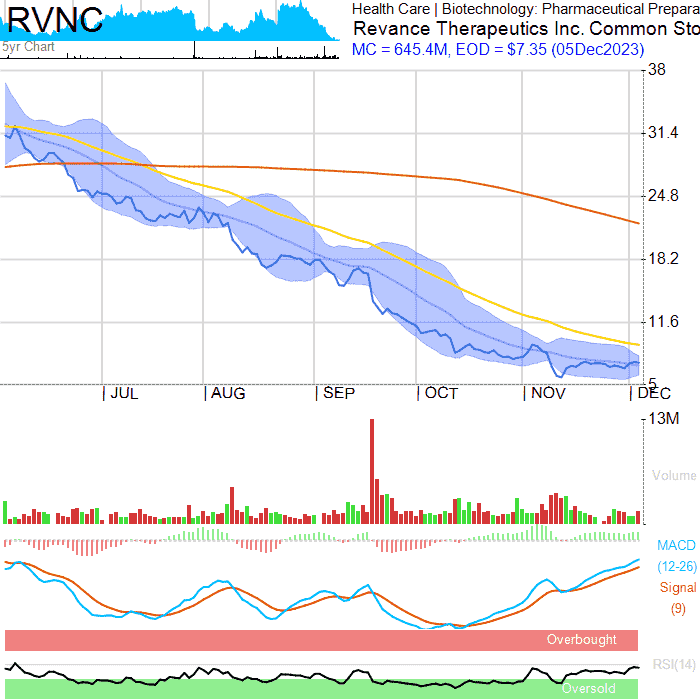 RVNC
5yr Chart
Health Care | Biotechnology: Pharmaceutical Prepara
Revance Therapeutics Inc. Common Sto
MC = 645.4M, EOD = $7.35 (05Dec2023)
38
31.4
24.8
18.2
11.6
5
JUL AUG SEP OCT NOV DEC
13M
Volume
MACD
(12-26)
Signal
(9)
Overbought
RSI(14)
Oversold